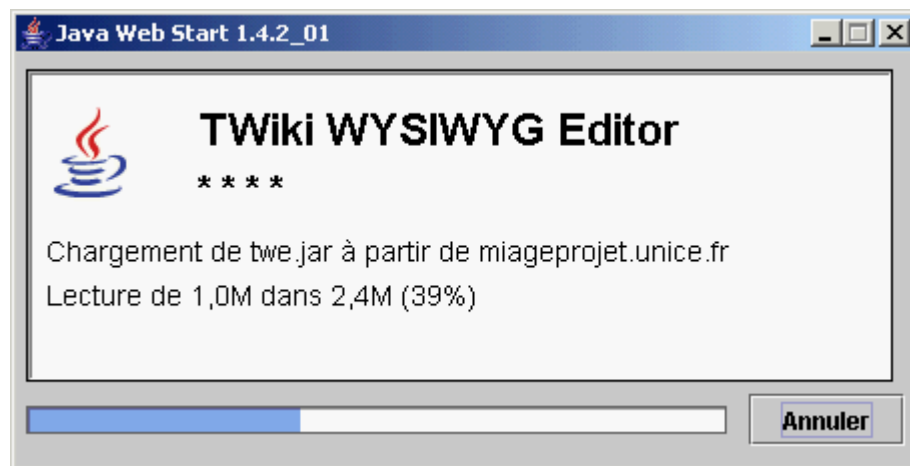 Java Web Start 1.4.2_01
TWiki WYSIWYG Editor
* * * *
Chargement de twe.jar à partir de miageprojet.unice.fr
Lecture de 1,0M dans 2,4M (39%)
Annuler